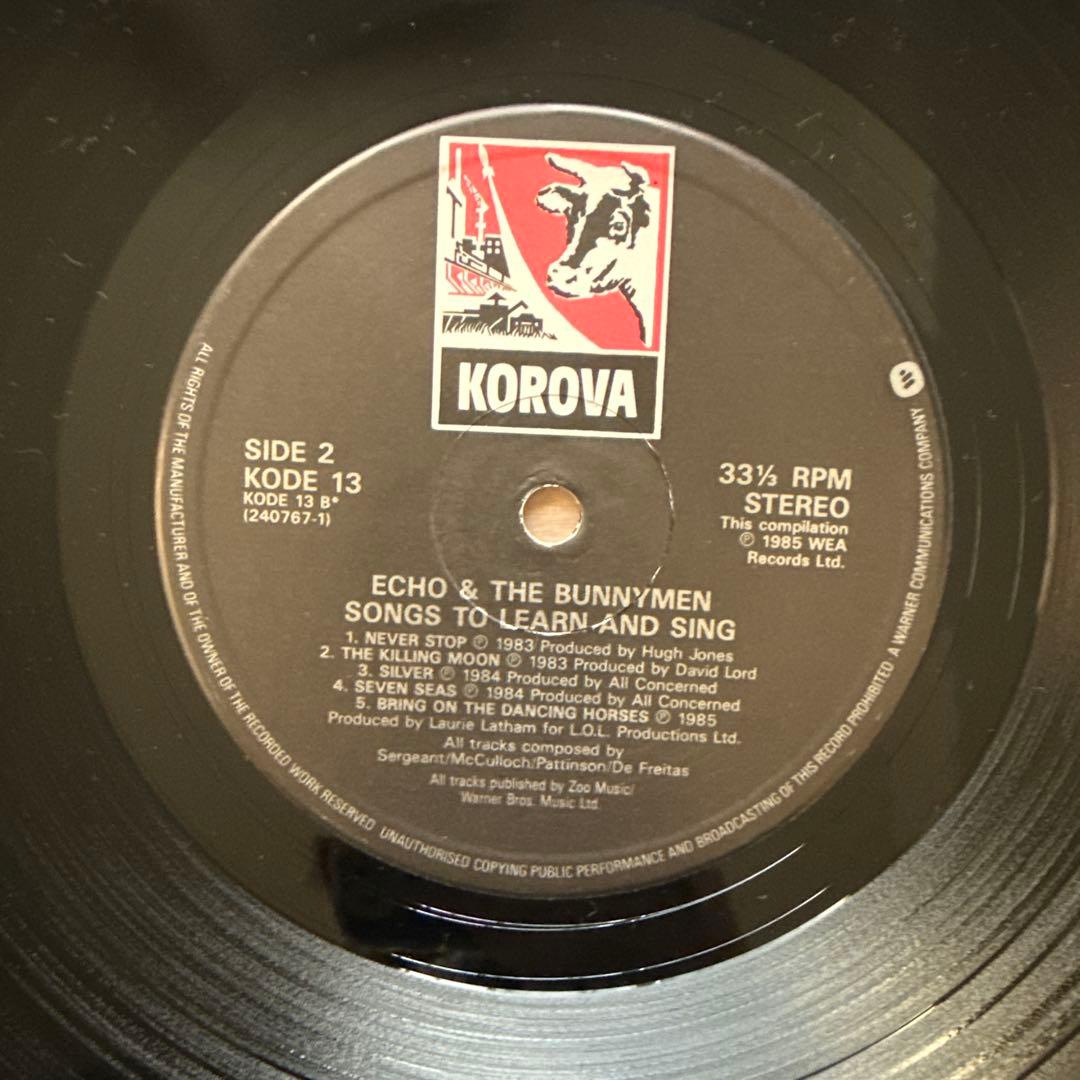 KOROVA
SIDE 2
KODE 13
KODE 13 B*
(240767-1)
33⅓ RPM
STEREO
This compilation
℗ 1985 WEA
Records Ltd.
ECHO & THE BUNNYMEN
SONGS TO LEARN AND SING
1. NEVER STOP ℗ 1983 Produced by Hugh Jones
2. THE KILLING MOON ℗ 1983 Produced by David Lord
3. SILVER ℗ 1984 Produced by All Concerned
4. SEVEN SEAS ℗ 1984 Produced by All Concerned
5. BRING ON THE DANCING HORSES ℗ 1985
Produced by Laurie Latham for L.O.L. Productions Ltd.
All tracks composed by
Sergeant/McCulloch/Pattinson/De Freitas
All tracks published by Zoo Music/
Warner Bros. Music Ltd.
ALL RIGHTS OF THE MANUFACTURER AND OF THE OWNER OF THE RECORDED WORK RESERVED UNAUTHORISED COPYING PUBLIC PERFORMANCE AND BROADCASTING OF THIS RECORD PROHIBITED A WARNER COMMUNICATIONS COMPANY